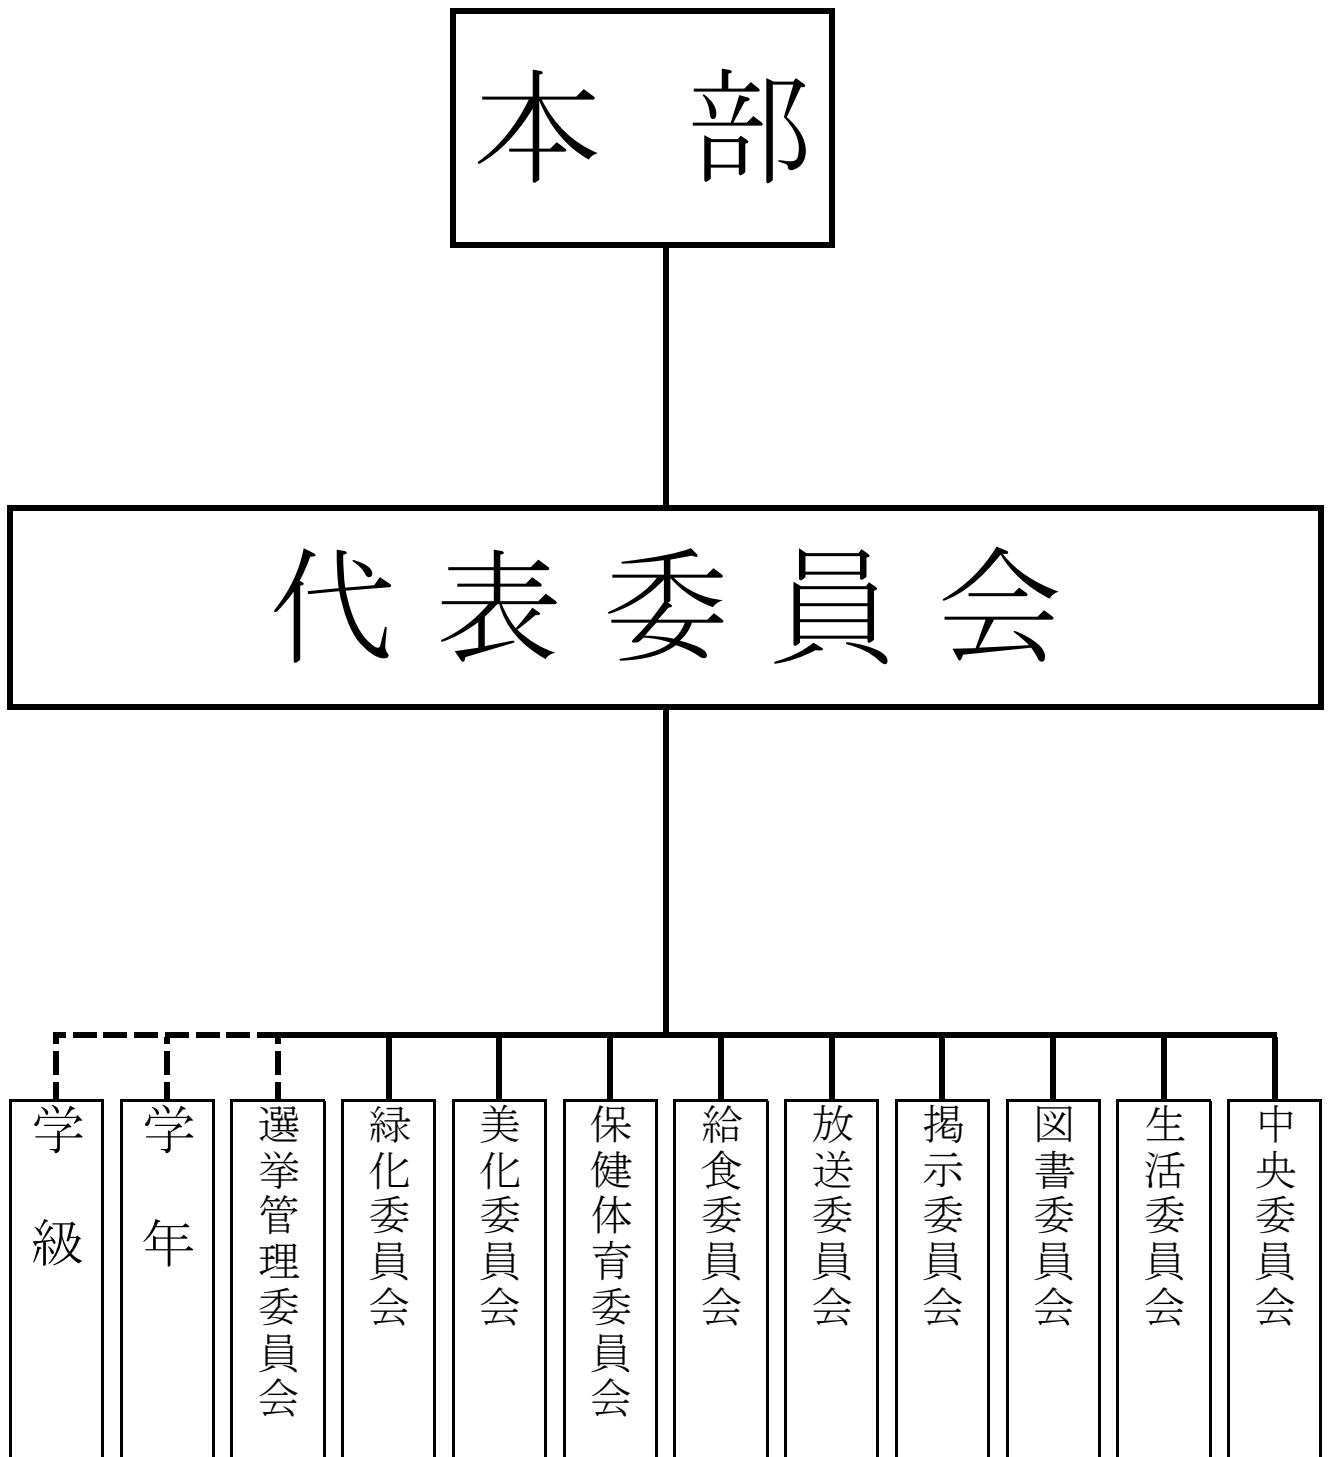 本部
代表委員会
学級
学年
選挙管理委員会
緑化委員会
美化委員会
保健体育委員会
給食委員会
放送委員会
掲示委員会
図書委員会
生活委員会
中央委員会